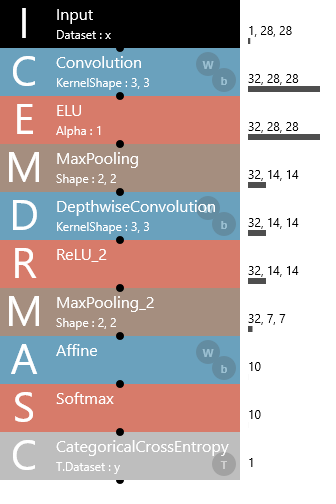 I
Input
Dataset : x
1, 28, 28
C
Convolution
KernelShape : 3, 3
W
b
32, 28, 28
E
ELU
Alpha : 1
32, 28, 28
M
MaxPooling
Shape : 2, 2
32, 14, 14
D
DepthwiseConvolution
KernelShape : 3, 3
W
b
32, 14, 14
R
ReLU_2
32, 14, 14
M
MaxPooling_2
Shape : 2, 2
32, 7, 7
A
Affine
W
b
10
S
Softmax
10
C
CategoricalCrossEntropy
T.Dataset : y
T
1